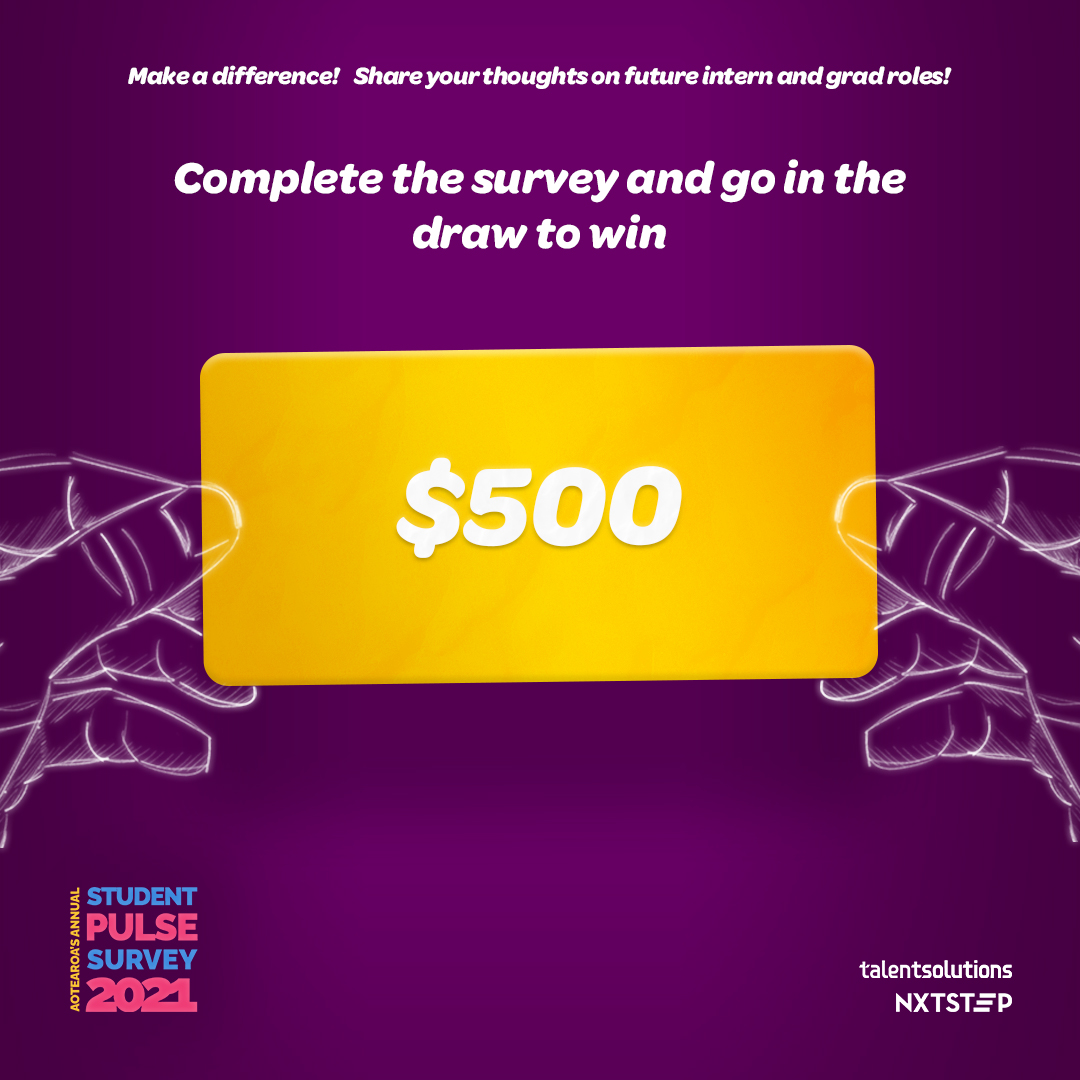 Make a difference! Share your thoughts on future intern and grad roles!
Complete the survey and go in the
draw to win
$500
AOTEAROA'S ANNUAL
STUDENT
PULSE
SURVEY
2021
talentsolutions
NXTSTEP